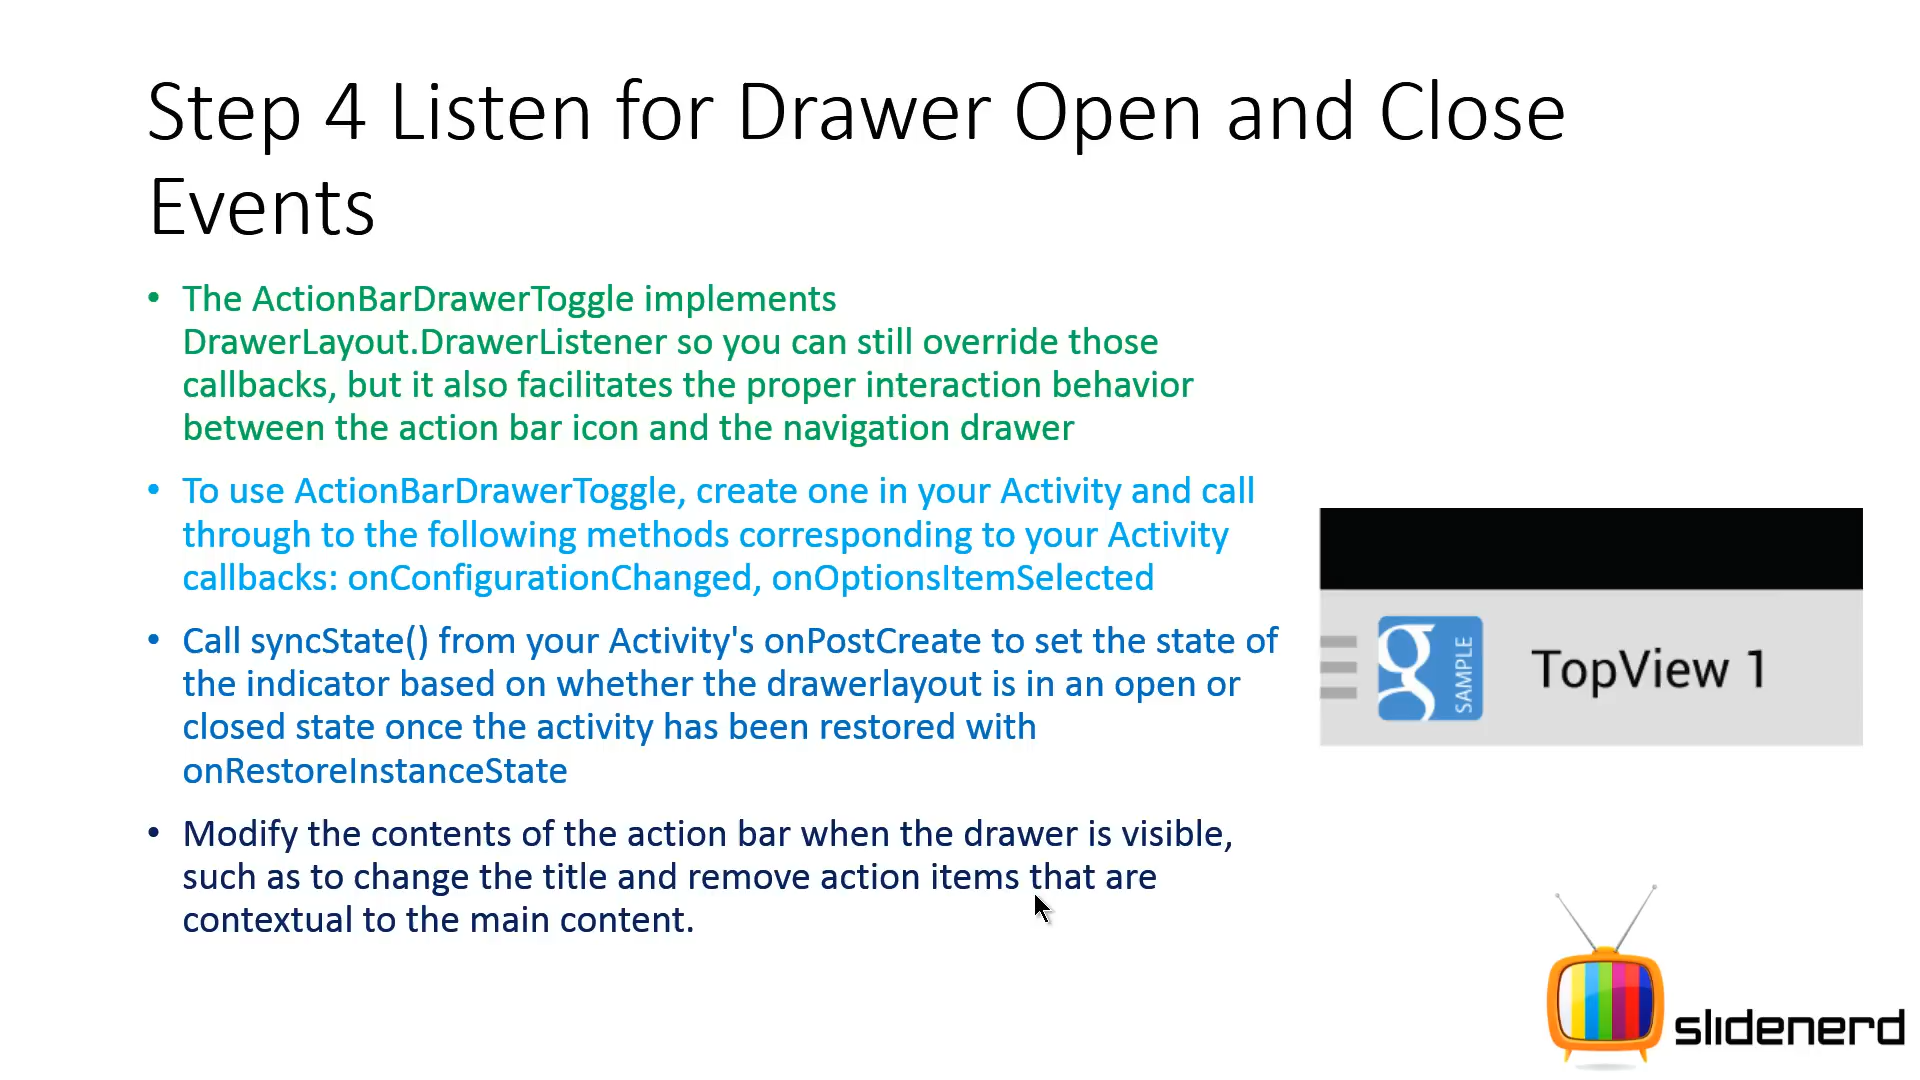 Step 4 Listen for Drawer Open and Close
Events
• The ActionBarDrawerToggle implements
DrawerLayout.DrawerListener so you can still override those
callbacks, but it also facilitates the proper interaction behavior
between the action bar icon and the navigation drawer
• To use ActionBarDrawerToggle, create one in your Activity and call
through to the following methods corresponding to your Activity
callbacks: onConfigurationChanged, onOptionsItemSelected
• Call syncState() from your Activity's onPostCreate to set the state of
the indicator based on whether the drawerlayout is in an open or
closed state once the activity has been restored with
onRestoreInstanceState
• Modify the contents of the action bar when the drawer is visible,
such as to change the title and remove action items that are
contextual to the main content.
g SAMPLE TopView 1
slidenerd